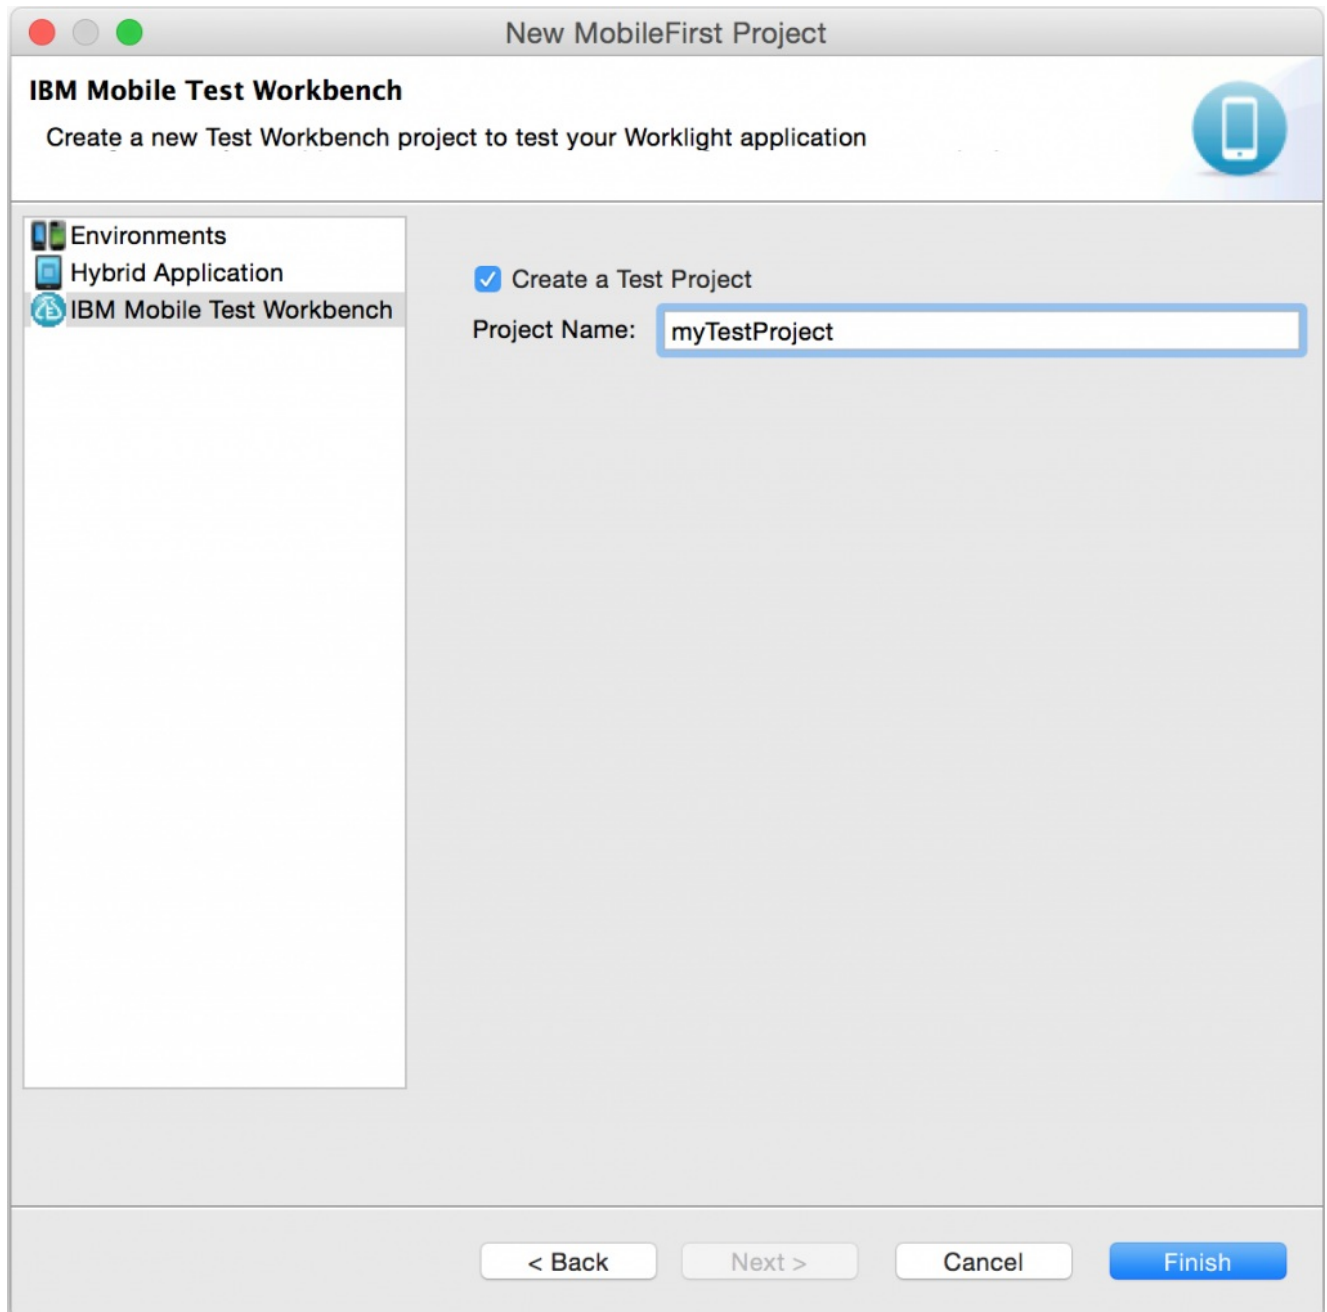 New MobileFirst Project
IBM Mobile Test Workbench
Create a new Test Workbench project to test your Worklight application
Environments
Hybrid Application
IBM Mobile Test Workbench
Create a Test Project
Project Name: myTestProject
< Back Next > Cancel Finish